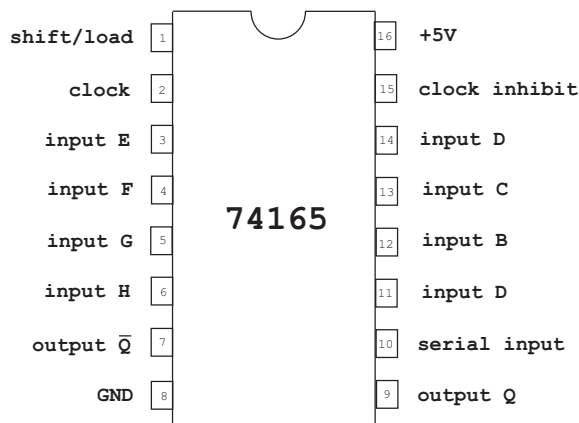 shift/load 1 16 +5V
clock 2 15 clock inhibit
input E 3 14 input D
input F 4 13 input C
74165
input G 5 12 input B
input H 6 11 input D
output Q̅ 7 10 serial input
GND 8 9 output Q